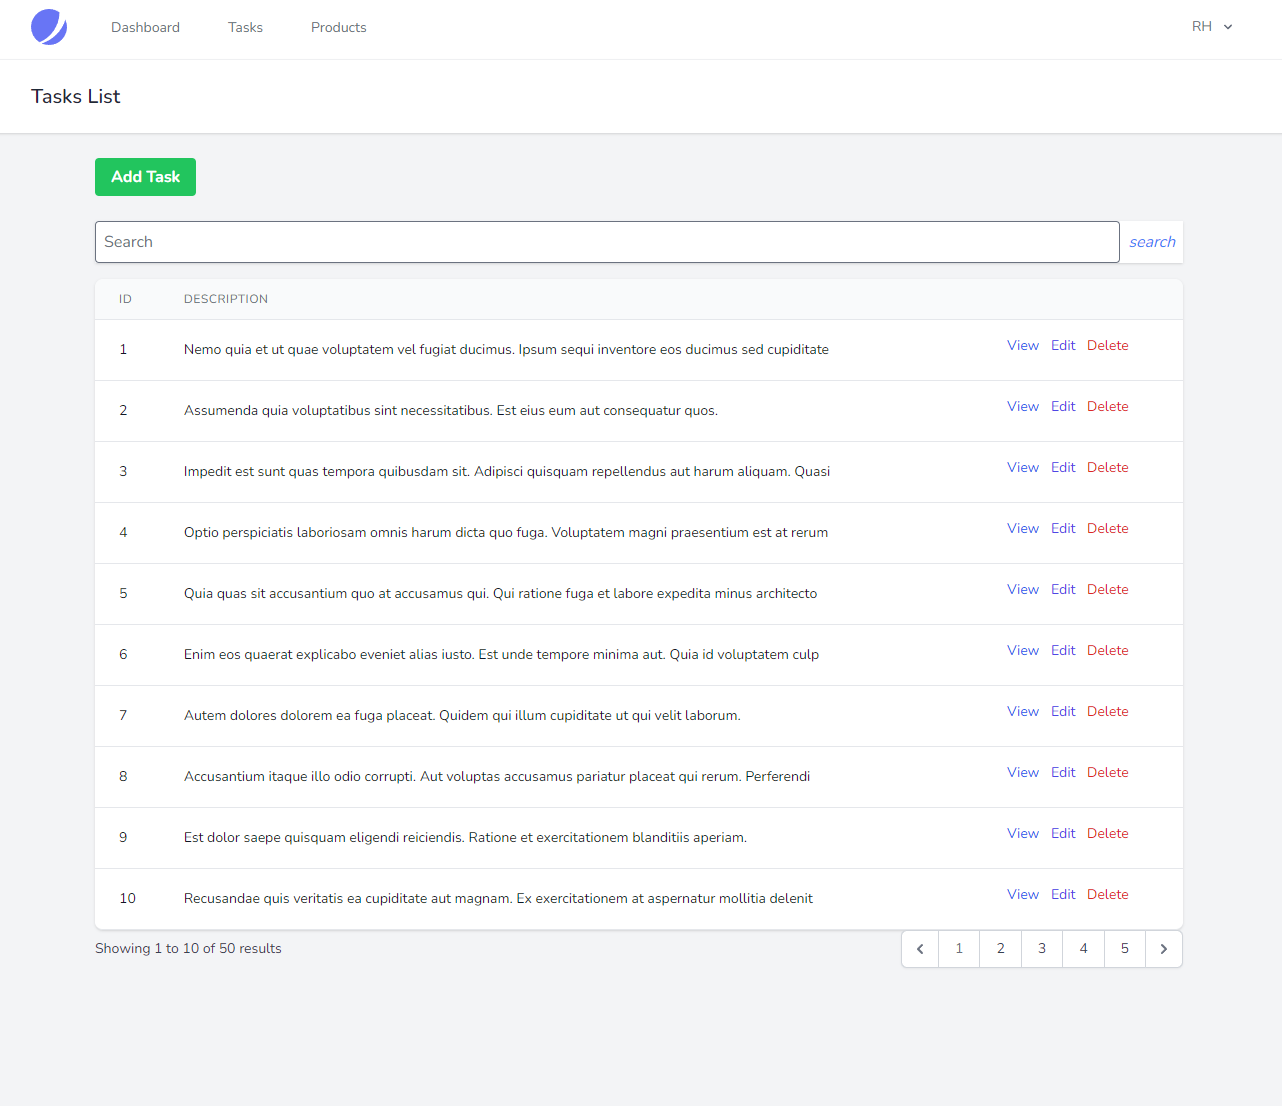 Dashboard Tasks Products RH
Tasks List
Add Task
Search search
ID DESCRIPTION
1 Nemo quia et ut quae voluptatem vel fugiat ducimus. Ipsum sequi inventore eos ducimus sed cupiditate View Edit Delete
2 Assumenda quia voluptatibus sint necessitatibus. Est eius eum aut consequatur quos. View Edit Delete
3 Impedit est sunt quas tempora quibusdam sit. Adipisci quisquam repellendus aut harum aliquam. Quasi View Edit Delete
4 Optio perspiciatis laboriosam omnis harum dicta quo fuga. Voluptatem magni praesentium est at rerum View Edit Delete
5 Quia quas sit accusantium quo at accusamus qui. Qui ratione fuga et labore expedita minus architecto View Edit Delete
6 Enim eos quaerat explicabo eveniet alias iusto. Est unde tempore minima aut. Quia id voluptatem culp View Edit Delete
7 Autem dolores dolorem ea fuga placeat. Quidem qui illum cupiditate ut qui velit laborum. View Edit Delete
8 Accusantium itaque illo odio corrupti. Aut voluptas accusamus pariatur placeat qui rerum. Perferendi View Edit Delete
9 Est dolor saepe quisquam eligendi reiciendis. Ratione et exercitationem blanditiis aperiam. View Edit Delete
10 Recusandae quis veritatis ea cupiditate aut magnam. Ex exercitationem at aspernatur mollitia delenit View Edit Delete
Showing 1 to 10 of 50 results 1 2 3 4 5